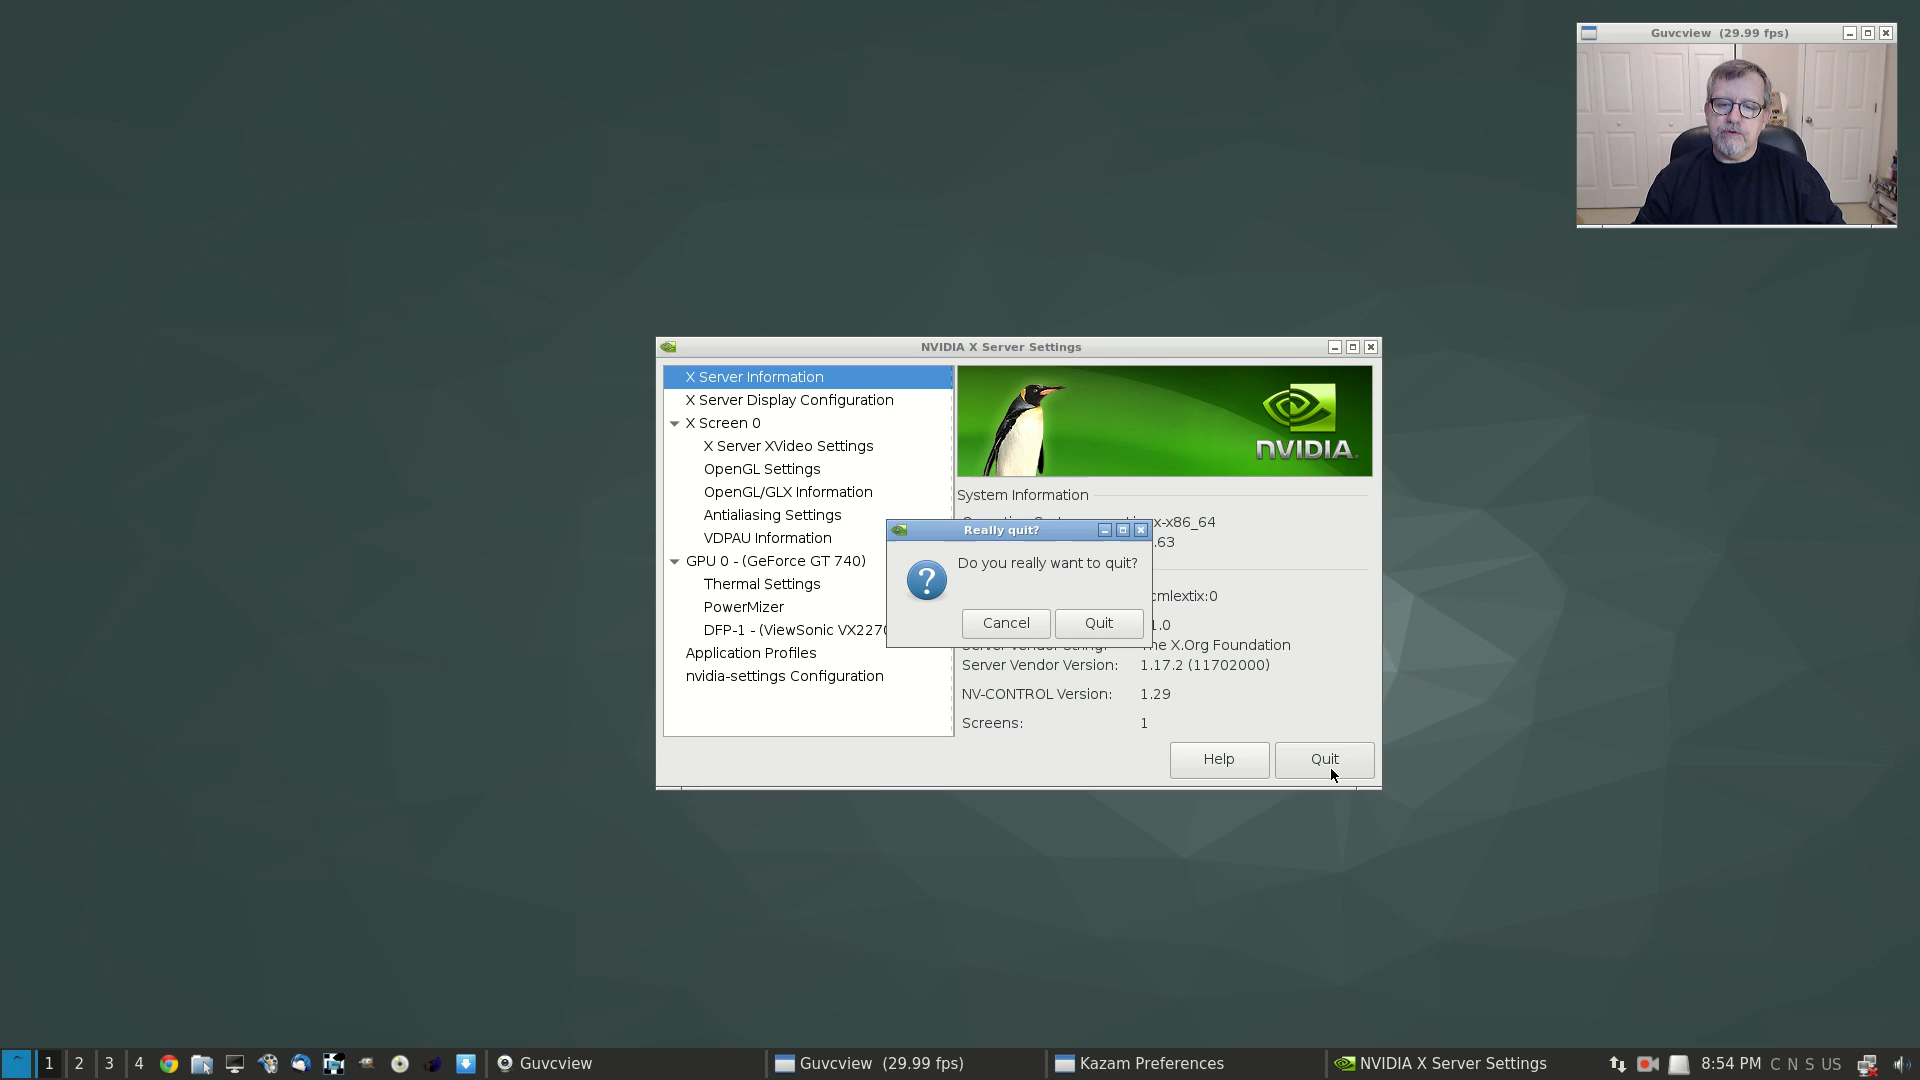 Guvcview (29.99 fps)
NVIDIA X Server Settings
X Server Information
X Server Display Configuration
X Screen 0
X Server XVideo Settings
OpenGL Settings
OpenGL/GLX Information
Antialiasing Settings
VDPAU Information
GPU 0 - (GeForce GT 740)
Thermal Settings
PowerMizer
DFP-1 - (ViewSonic VX227
Application Profiles
nvidia-settings Configuration
NVIDIA
System Information
x-x86_64
.63
Really quit?
Do you really want to quit?
Cancel
Quit
cmlextix:0
1.0
Server Vendor String: The X.Org Foundation
Server Vendor Version: 1.17.2 (11702000)
NV-CONTROL Version: 1.29
Screens: 1
Help
Quit
1 2 3 4 Guvcview Guvcview (29.99 fps) Kazam Preferences NVIDIA X Server Settings 8:54 PM C N S US